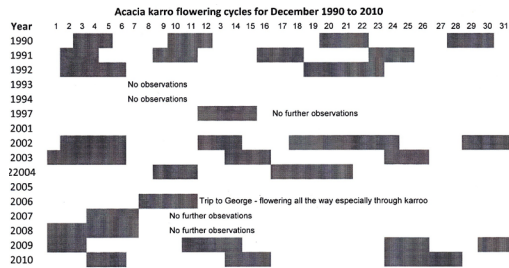 Acacia karro flowering cycles for December 1990 to 2010
Year 1 2 3 4 5 6 7 8 9 10 11 12 3 14 15 16 17 18 19 20 21 22 23 24 25 26 27 28 29 30 31
1990
1991
1992
1993 No observations
1994 No observations
1997 No further observations
2001
2002
2003
22004
2005
2006 Trip to George - flowering all the way especially through karroo
2007 No further obsevations
2008 No further observations
2009
2010